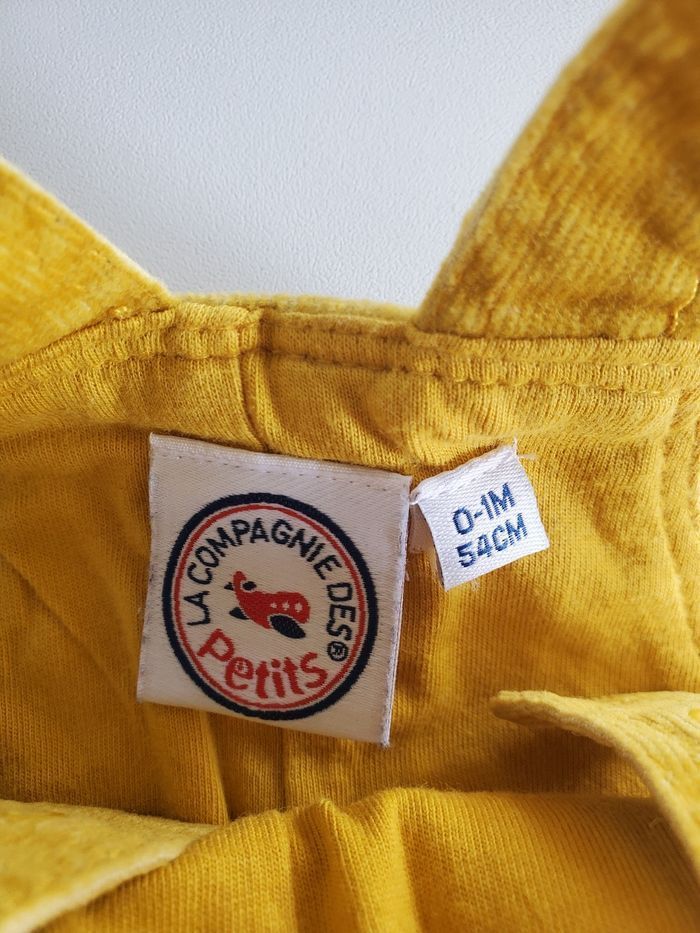 LA COMPAGNIE DES®
Petits
0-1M
54CM